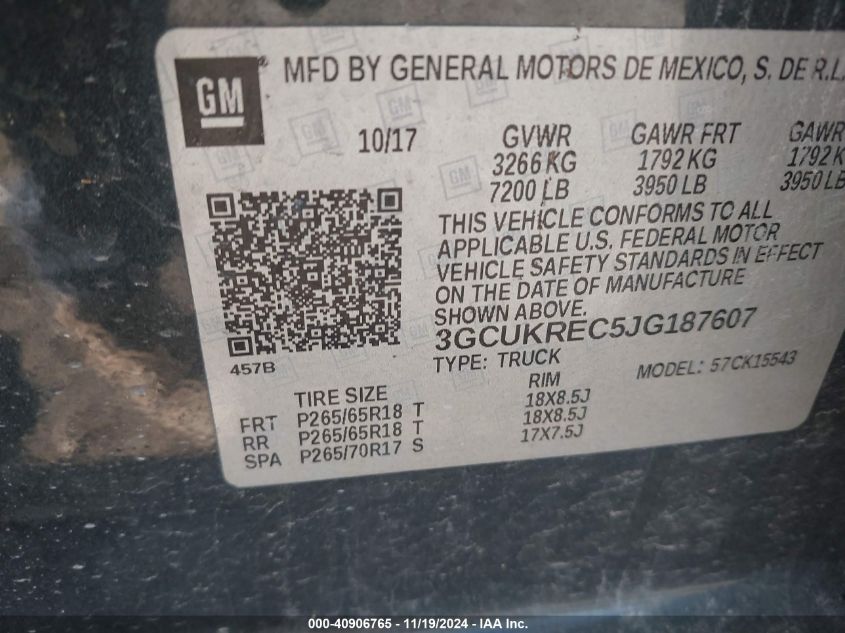 GM ® MFD BY GENERAL MOTORS DE MEXICO, S. DE R.L.
10/17 GVWR GAWR FRT GAWR
3266 KG 1792 KG 1792 K
7200 LB 3950 LB 3950 LB
THIS VEHICLE CONFORMS TO ALL
APPLICABLE U.S. FEDERAL MOTOR
VEHICLE SAFETY STANDARDS IN EFFECT
ON THE DATE OF MANUFACTURE
SHOWN ABOVE.
3GCUKREC5JG187607
457B TYPE: TRUCK MODEL: 57CK15543
TIRE SIZE RIM
FRT P265/65R18 T 18X8.5J
RR P265/65R18 T 18X8.5J
SPA P265/70R17 S 17X7.5J
000-40906765 - 11/19/2024 - IAA Inc.